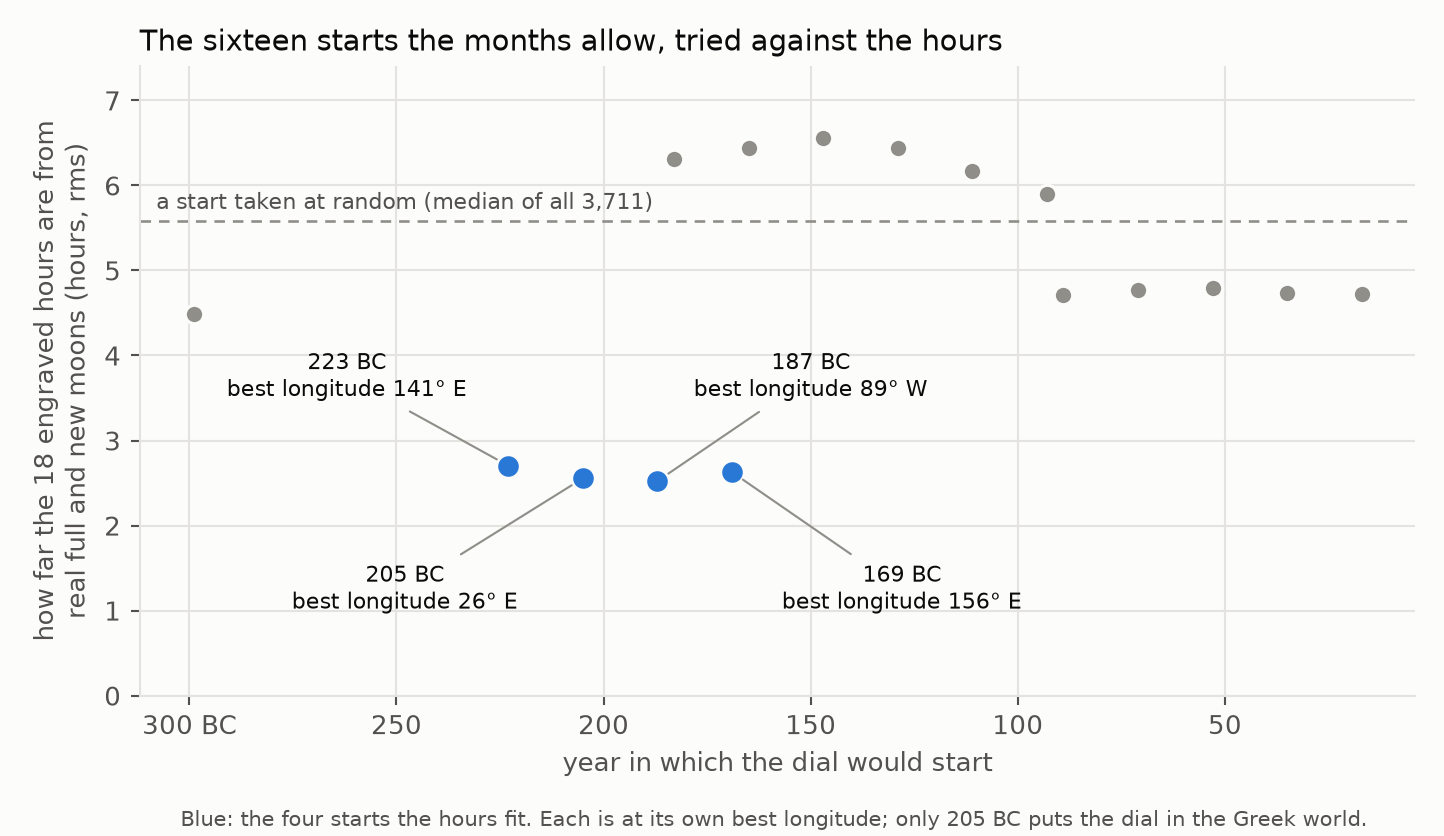 The sixteen starts the months allow, tried against the hours
how far the 18 engraved hours are from
real full and new moons (hours, rms)
7
6
5
4
3
2
1
0
a start taken at random (median of all 3,711)
223 BC
best longitude 141° E
187 BC
best longitude 89° W
205 BC
best longitude 26° E
169 BC
best longitude 156° E
300 BC
250
200
150
100
50
year in which the dial would start
Blue: the four starts the hours fit. Each is at its own best longitude; only 205 BC puts the dial in the Greek world.